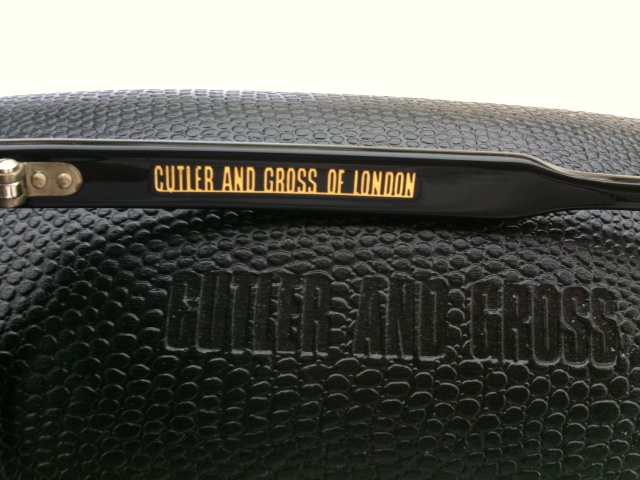 CUTLER AND GROSS OF LONDON
CUTLER AND GROSS